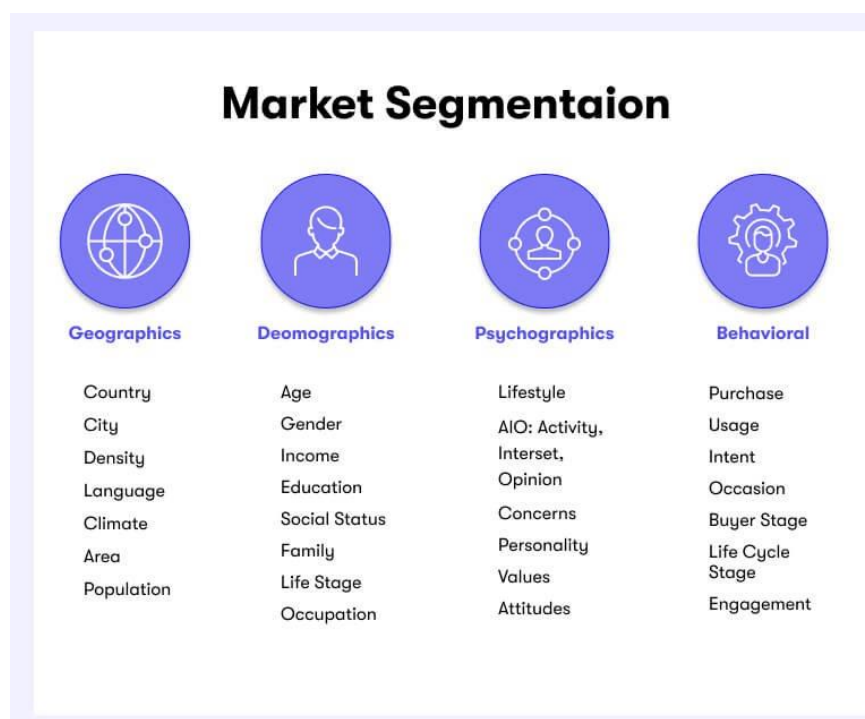 Market Segmentaion
Geographics
Country
City
Density
Language
Climate
Area
Population
Deomographics
Age
Gender
Income
Education
Social Status
Family
Life Stage
Occupation
Psychographics
Lifestyle
AIO: Activity,
Interset,
Opinion
Concerns
Personality
Values
Attitudes
Behavioral
Purchase
Usage
Intent
Occasion
Buyer Stage
Life Cycle
Stage
Engagement